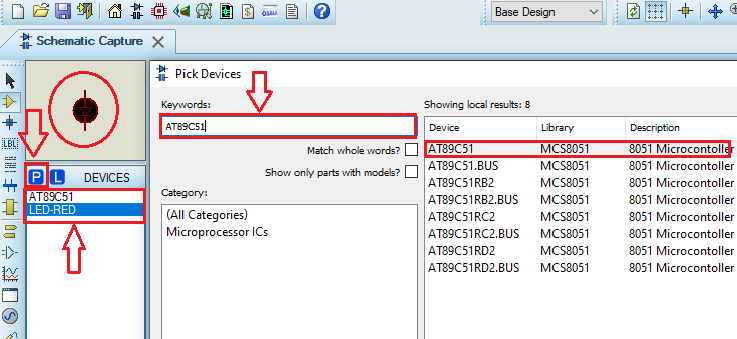 Base Design
Schematic Capture
Pick Devices
Keywords:
AT89C51
Match whole words?
Show only parts with models?
Category:
(All Categories)
Microprocessor ICs
Showing local results: 8
Device Library Description
AT89C51 MCS8051 8051 Microcontoller
AT89C51.BUS MCS8051 8051 Microcontoller
AT89C51RB2 MCS8051 8051 Microcontoller
AT89C51RB2.BUS MCS8051 8051 Microcontoller
AT89C51RC2 MCS8051 8051 Microcontoller
AT89C51RC2.BUS MCS8051 8051 Microcontoller
AT89C51RD2 MCS8051 8051 Microcontoller
AT89C51RD2.BUS MCS8051 8051 Microcontoller
LBL
P L DEVICES
AT89C51
LED-RED